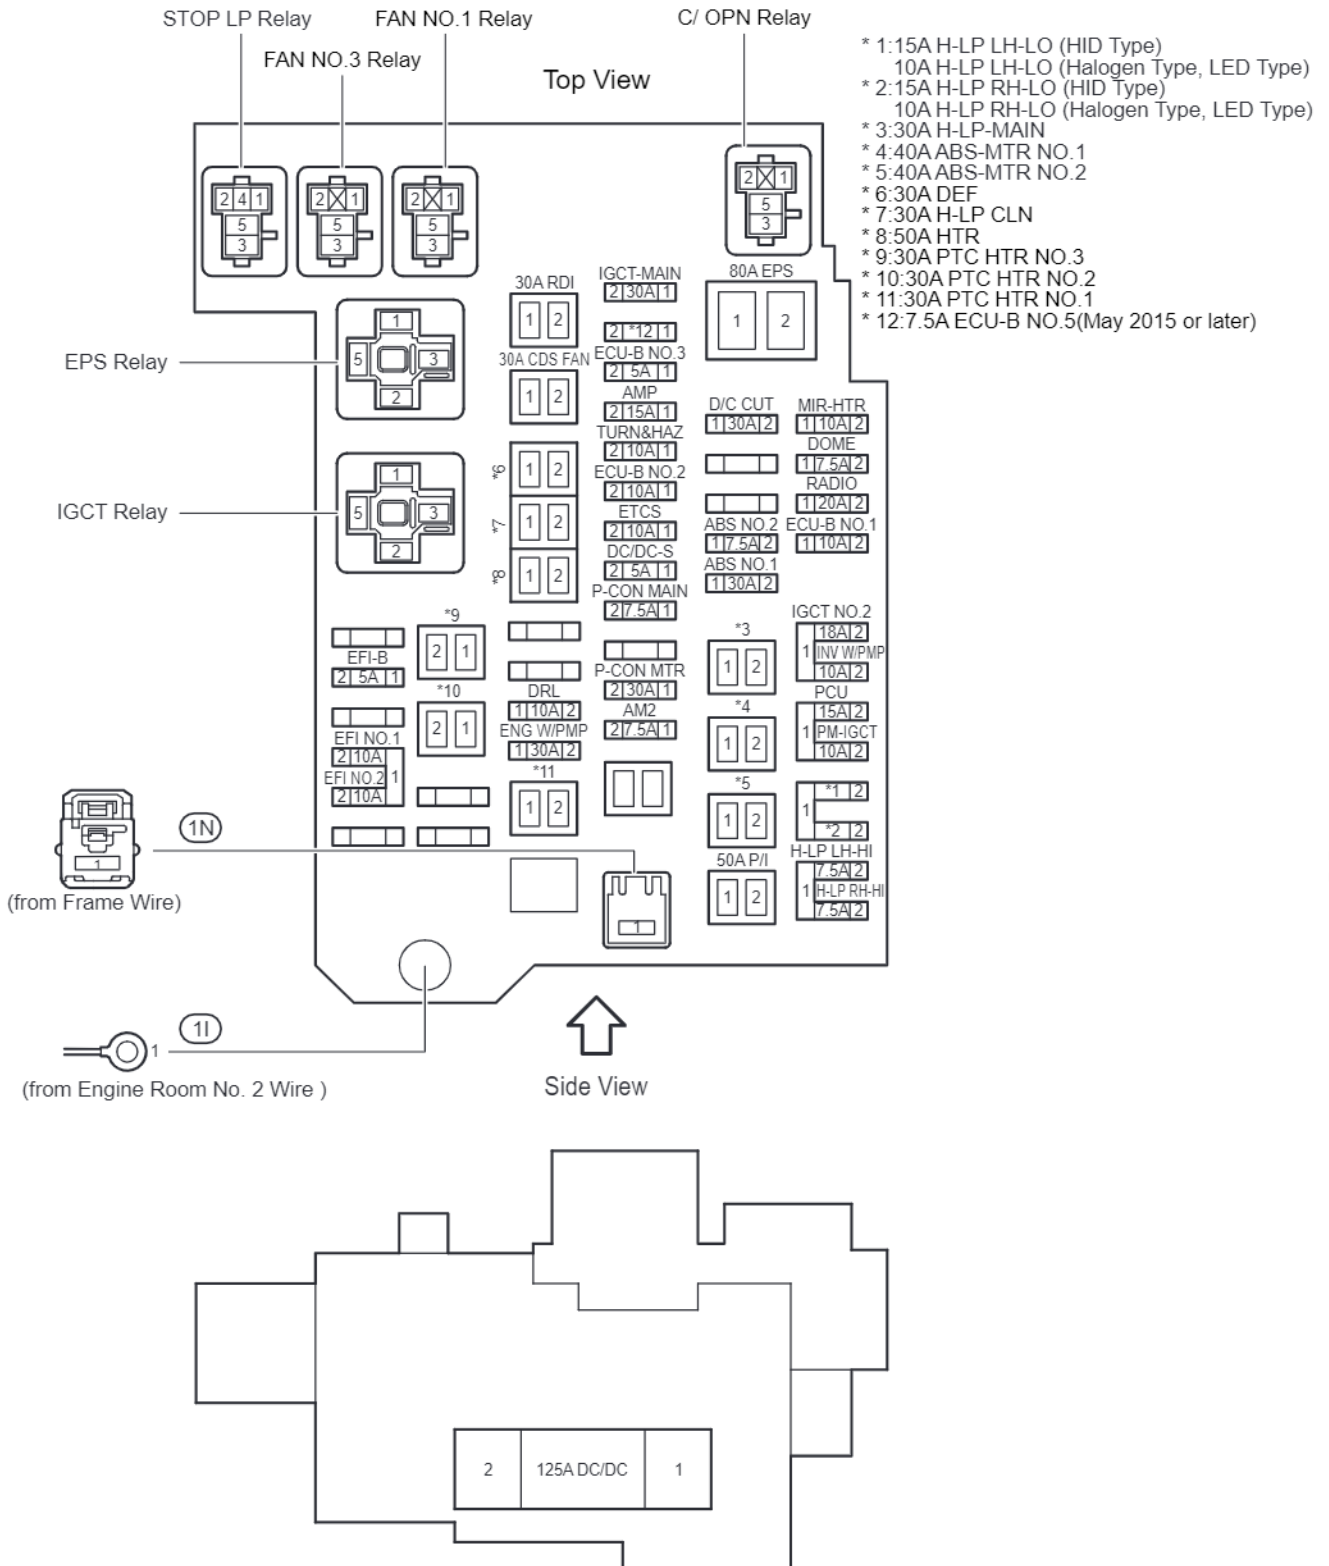 STOP LP Relay
FAN NO.1 Relay
C/ OPN Relay
FAN NO.3 Relay
Top View
* 1:15A H-LP LH-LO (HID Type)
10A H-LP LH-LO (Halogen Type, LED Type)
* 2:15A H-LP RH-LO (HID Type)
10A H-LP RH-LO (Halogen Type, LED Type)
* 3:30A H-LP-MAIN
* 4:40A ABS-MTR NO.1
* 5:40A ABS-MTR NO.2
* 6:30A DEF
* 7:30A H-LP CLN
* 8:50A HTR
* 9:30A PTC HTR NO.3
* 10:30A PTC HTR NO.2
* 11:30A PTC HTR NO.1
* 12:7.5A ECU-B NO.5(May 2015 or later)
2 4 1
5
3
2 1
5
3
2 1
5
3
2 1
5
3
EPS Relay
1
5 3
2
IGCT Relay
1
5 3
2
30A RDI
1 2
30A CDS FAN
1 2
*6
1 2
*7
1 2
*8
1 2
IGCT-MAIN
2 30A 1
2 *12 1
ECU-B NO.3
2 5A 1
AMP
2 15A 1
TURN&HAZ
2 10A 1
ECU-B NO.2
2 10A 1
ETCS
2 10A 1
DC/DC-S
2 5A 1
P-CON MAIN
2 7.5A 1
P-CON MTR
2 30A 1
AM2
2 7.5A 1
80A EPS
1 2
D/C CUT
1 30A 2
ABS NO.2
1 7.5A 2
ABS NO.1
1 30A 2
MIR-HTR
1 10A 2
DOME
1 7.5A 2
RADIO
1 20A 2
ECU-B NO.1
1 10A 2
*9
2 1
*10
2 1
EFI-B
2 5A 1
EFI NO.1
2 10A
EFI NO.2 1
2 10A
DRL
1 10A 2
ENG W/PMP
1 30A 2
*11
1 2
*3
1 2
*4
1 2
*5
1 2
50A P/I
1 2
IGCT NO.2
18A 2
1 INV W/PMP
10A 2
PCU
15A 2
1 PM-IGCT
10A 2
*1 2
1
*2 2
H-LP LH-HI
7.5A 2
1 H-LP RH-HI
7.5A 2
1
1N
1
(from Frame Wire)
1I
1
(from Engine Room No. 2 Wire )
Side View
2 125A DC/DC 1